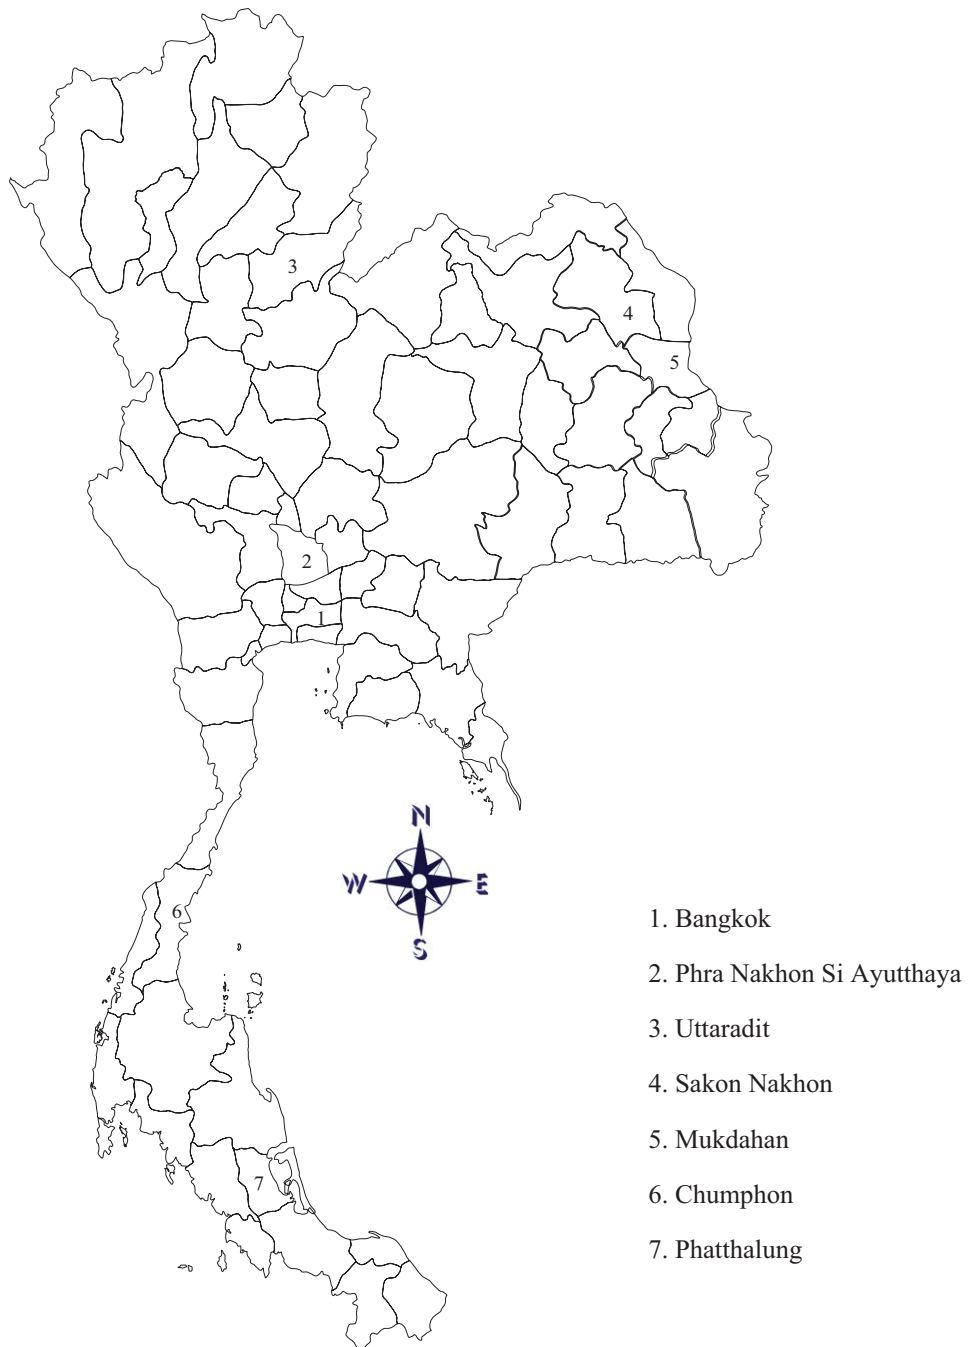 3
4
5
2
1
N
W E
S
6
7
1. Bangkok
2. Phra Nakhon Si Ayutthaya
3. Uttaradit
4. Sakon Nakhon
5. Mukdahan
6. Chumphon
7. Phatthalung